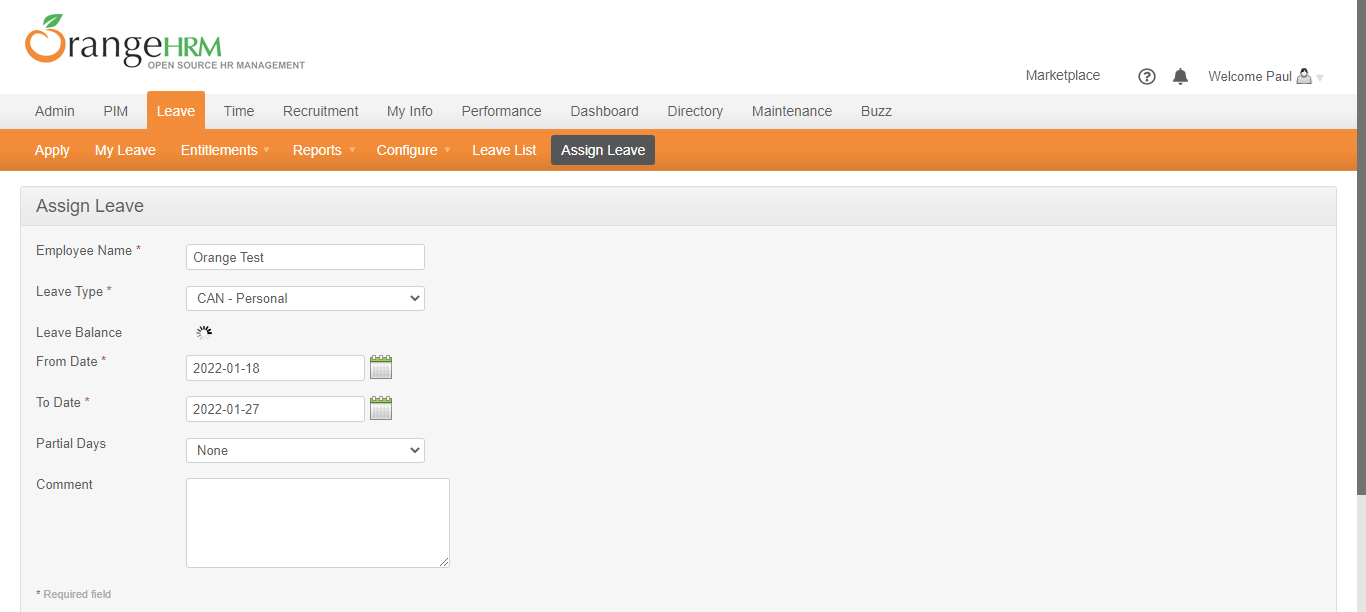 OrangeHRM
OPEN SOURCE HR MANAGEMENT
Marketplace ? Welcome Paul
Admin PIM Leave Time Recruitment My Info Performance Dashboard Directory Maintenance Buzz
Apply My Leave Entitlements Reports Configure Leave List Assign Leave
Assign Leave
Employee Name * Orange Test
Leave Type * CAN - Personal
Leave Balance
From Date * 2022-01-18
To Date * 2022-01-27
Partial Days None
Comment
* Required field